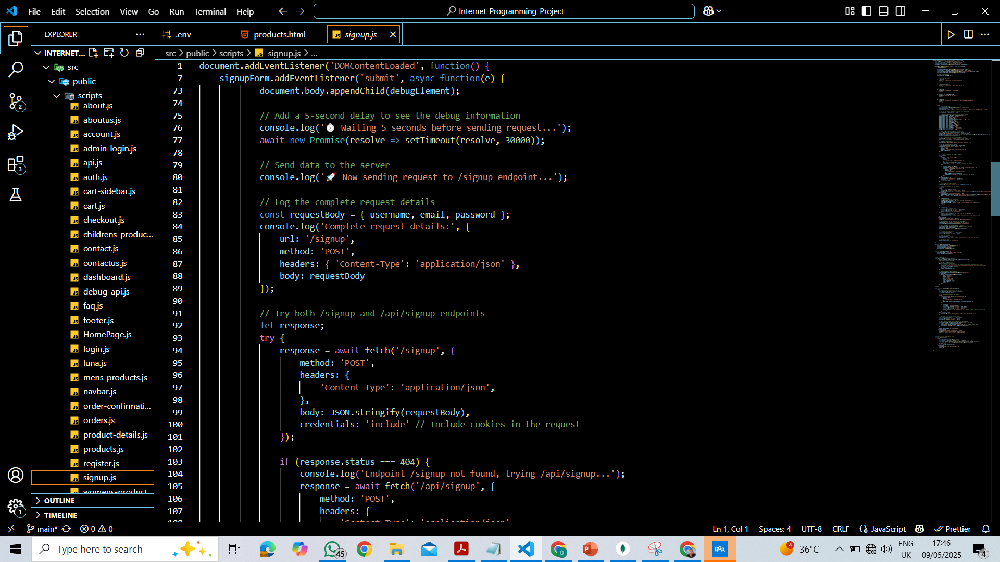 File Edit Selection View Go Run Terminal Help
Internet_Programming_Project
EXPLORER
INTERNET...
src
public
scripts
about.js
aboutus.js
account.js
admin-login.js
api.js
auth.js
cart-sidebar.js
cart.js
checkout.js
childrens-produc...
contact.js
contactus.js
dashboard.js
debug-api.js
faq.js
footer.js
HomePage.js
login.js
luna.js
mens-products.js
navbar.js
order-confirmati...
orders.js
product-details.js
products.js
register.js
signup.js
womens-product
OUTLINE
TIMELINE
2
3
1
.env
products.html
signup.js
src > public > scripts > signup.js > ...
1 document.addEventListener('DOMContentLoaded', function() {
7 signupForm.addEventListener('submit', async function(e) {
73 document.body.appendChild(debugElement);
74
75 // Add a 5-second delay to see the debug information
76 console.log('⏱️ Waiting 5 seconds before sending request...');
77 await new Promise(resolve => setTimeout(resolve, 30000));
78
79 // Send data to the server
80 console.log('🚀 Now sending request to /signup endpoint...');
81
82 // Log the complete request details
83 const requestBody = { username, email, password };
84 console.log('Complete request details:', {
85 url: '/signup',
86 method: 'POST',
87 headers: { 'Content-Type': 'application/json' },
88 body: requestBody
89 });
90
91 // Try both /signup and /api/signup endpoints
92 let response;
93 try {
94 response = await fetch('/signup', {
95 method: 'POST',
96 headers: {
97 'Content-Type': 'application/json',
98 },
99 body: JSON.stringify(requestBody),
100 credentials: 'include' // Include cookies in the request
101 });
102
103 if (response.status === 404) {
104 console.log('Endpoint /signup not found, trying /api/signup...');
105 response = await fetch('/api/signup', {
106 method: 'POST',
107 headers: {
main* 0 0
Ln 1, Col 1 Spaces: 4 UTF-8 CRLF JavaScript Prettier
Type here to search
45
4
36°C
ENG
UK
17:46
09/05/2025
4